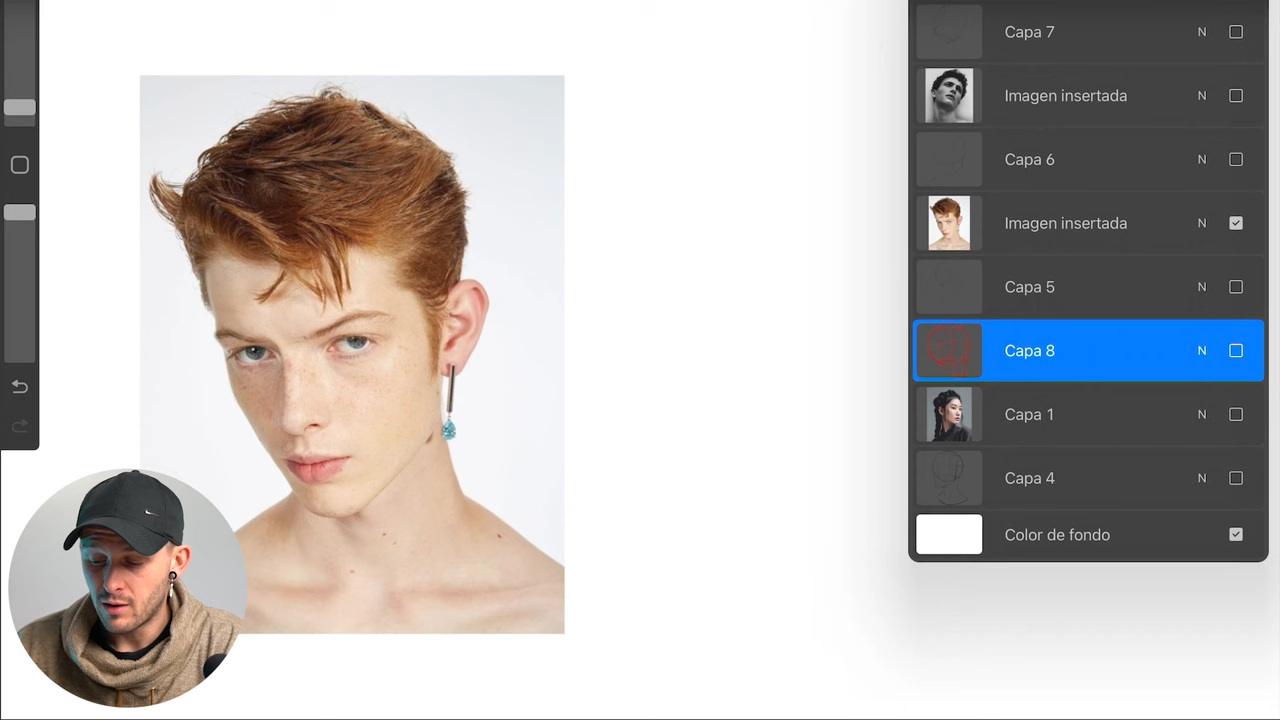 Capa 7 N
Imagen insertada N
Capa 6 N
Imagen insertada N
Capa 5 N
Capa 8 N
Capa 1 N
Capa 4 N
Color de fondo